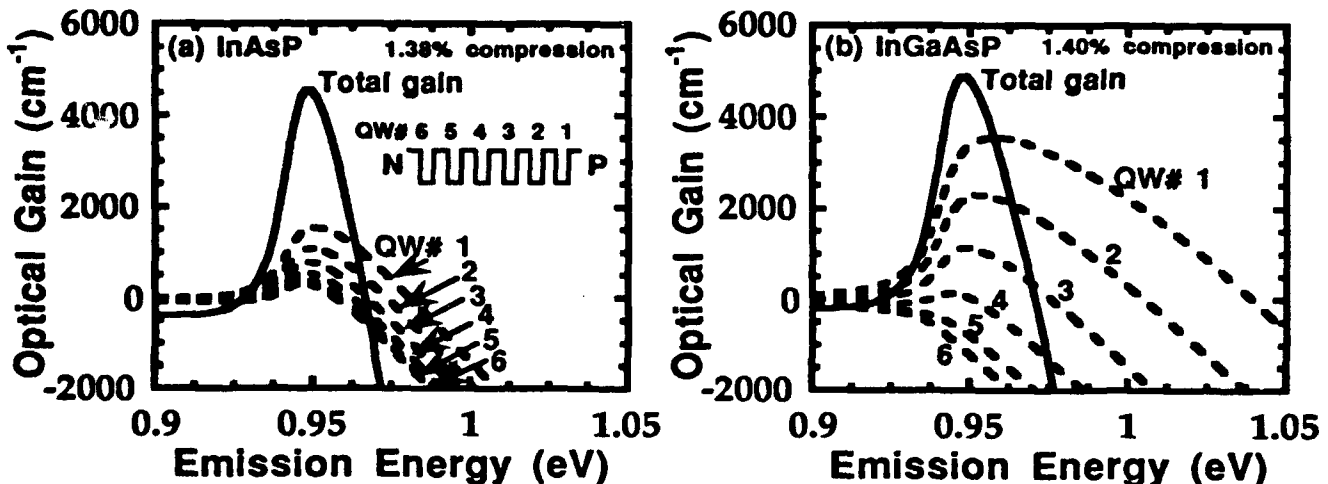 6000
4000
2000
0
-2000
Optical Gain (cm⁻¹)
(a) InAsP
1.38% compression
Total gain
QW# 6 5 4 3 2 1
N P
QW# 1
2
3
4
5
6
0.9 0.95 1 1.05
Emission Energy (eV)
6000
4000
2000
0
-2000
Optical Gain (cm⁻¹)
(b) InGaAsP
1.40% compression
Total gain
QW# 1
2
3
4
5
6
0.9 0.95 1 1.05
Emission Energy (eV)